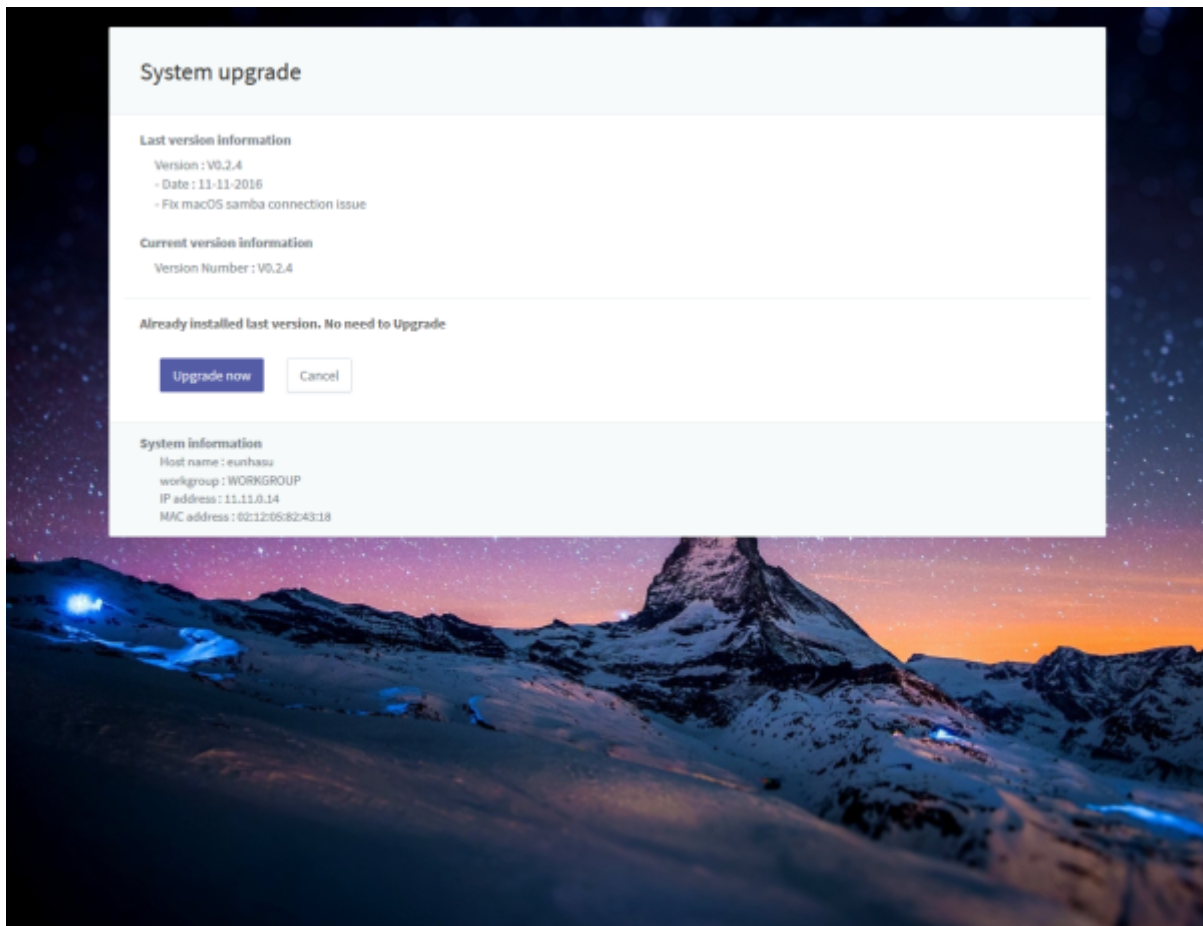 System upgrade
Last version information
Version : V0.2.4
- Date : 11-11-2016
- Fix macOS samba connection issue
Current version information
Version Number : V0.2.4
Already installed last version. No need to Upgrade
Upgrade now
Cancel
System information
Host name : eunhasu
workgroup : WORKGROUP
IP address : 11.11.0.14
MAC address : 02:12:05:82:43:18